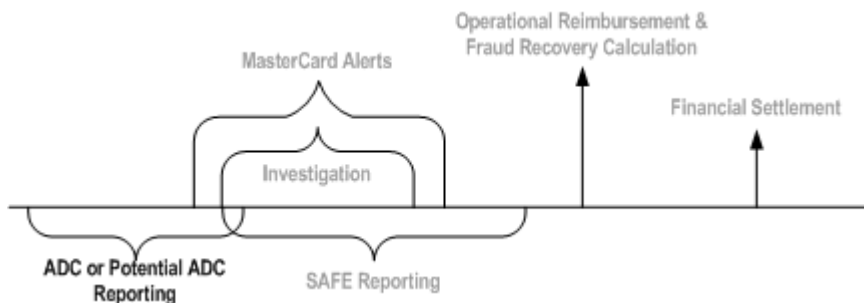 Operational Reimbursement &
Fraud Recovery Calculation
MasterCard Alerts
Financial Settlement
Investigation
ADC or Potential ADC
Reporting
SAFE Reporting